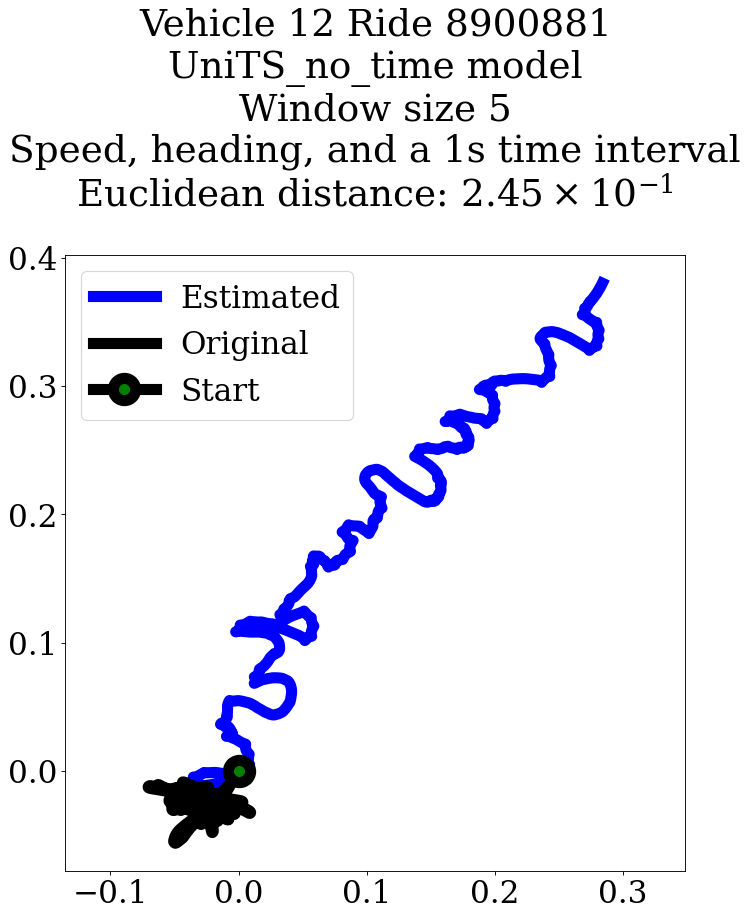 Vehicle 12 Ride 8900881
UniTS_no_time model
Window size 5
Speed, heading, and a 1s time interval
Euclidean distance: 2.45 × 10⁻¹
0.4
0.3
0.2
0.1
0.0
Estimated
Original
Start
−0.1 0.0 0.1 0.2 0.3